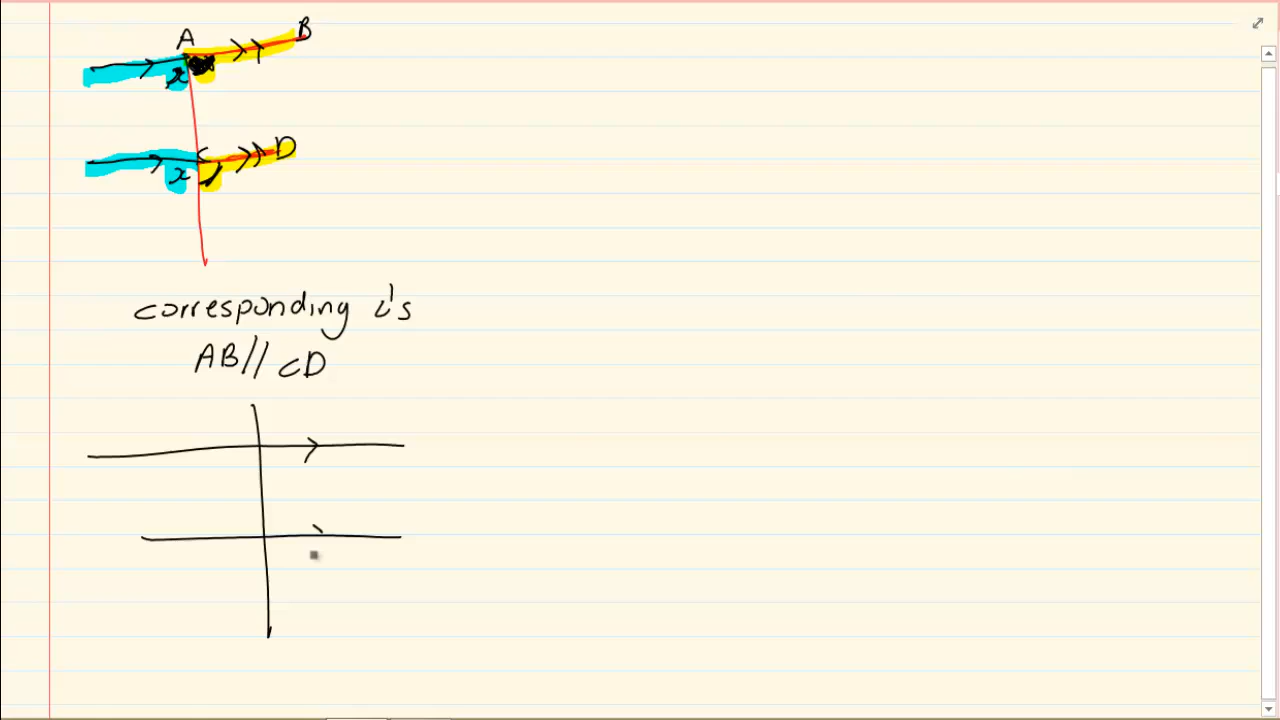 A B
x
C D
x
corresponding ∠'s
AB // CD